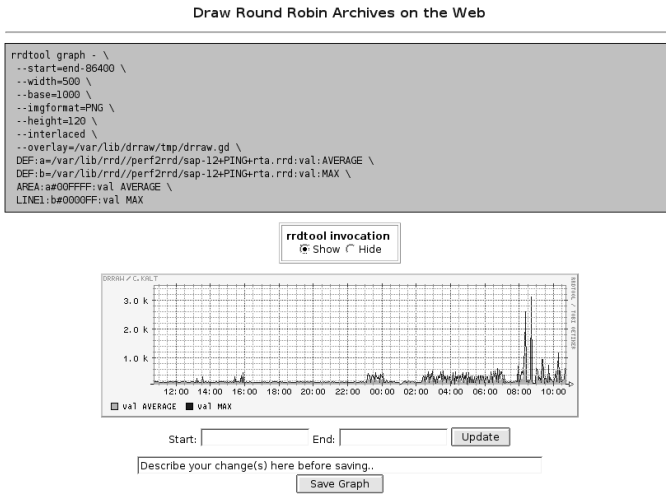 Draw Round Robin Archives on the Web
rrdtool graph - \
--start=end-86400 \
--width=500 \
--base=1000 \
--imgformat=PNG \
--height=120 \
--interlaced \
--overlay=/var/lib/drraw/tmp/drraw.gd \
DEF:a=/var/lib/rrd//perf2rrd/sap-12+PING+rta.rrd:val:AVERAGE \
DEF:b=/var/lib/rrd//perf2rrd/sap-12+PING+rta.rrd:val:MAX \
AREA:a#00FFFF:val AVERAGE \
LINE1:b#0000FF:val MAX
rrdtool invocation
Show Hide
DRRAW / C.KALT
RRDTOOL / TOBI OETIKER
3.0 k
2.0 k
1.0 k
12:00 14:00 16:00 18:00 20:00 22:00 00:00 02:00 04:00 06:00 08:00 10:00
val AVERAGE val MAX
Start: End: Update
Describe your change(s) here before saving..
Save Graph